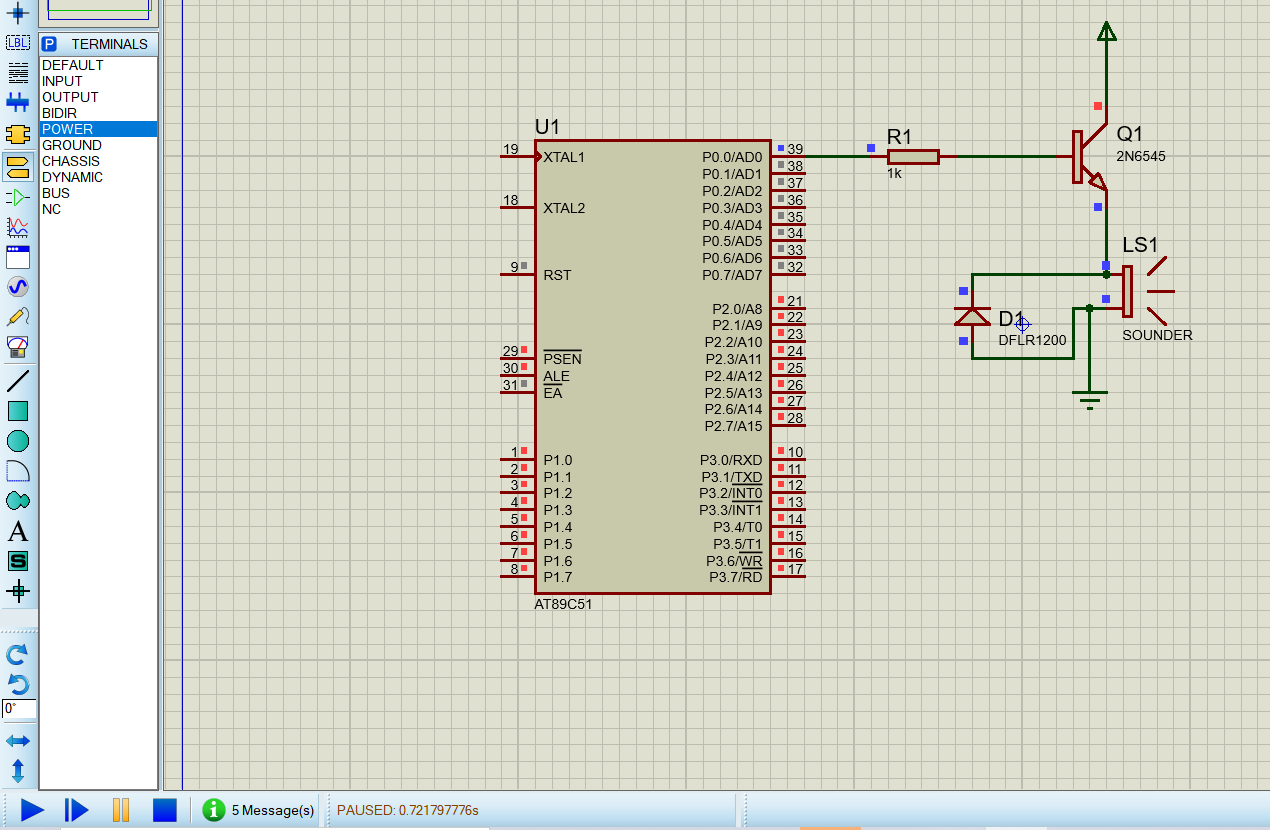 LBL
P TERMINALS
DEFAULT
INPUT
OUTPUT
BIDIR
POWER
GROUND
CHASSIS
DYNAMIC
BUS
NC
A
S
0°
U1
19 XTAL1
18 XTAL2
9 RST
29 PSEN
30 ALE
31 EA
1 P1.0
2 P1.1
3 P1.2
4 P1.3
5 P1.4
6 P1.5
7 P1.6
8 P1.7
P0.0/AD0 39
P0.1/AD1 38
P0.2/AD2 37
P0.3/AD3 36
P0.4/AD4 35
P0.5/AD5 34
P0.6/AD6 33
P0.7/AD7 32
P2.0/A8 21
P2.1/A9 22
P2.2/A10 23
P2.3/A11 24
P2.4/A12 25
P2.5/A13 26
P2.6/A14 27
P2.7/A15 28
P3.0/RXD 10
P3.1/TXD 11
P3.2/INT0 12
P3.3/INT1 13
P3.4/T0 14
P3.5/T1 15
P3.6/WR 16
P3.7/RD 17
AT89C51
R1
1k
Q1
2N6545
LS1
SOUNDER
D1
DFLR1200
5 Message(s)
PAUSED: 0.721797776s